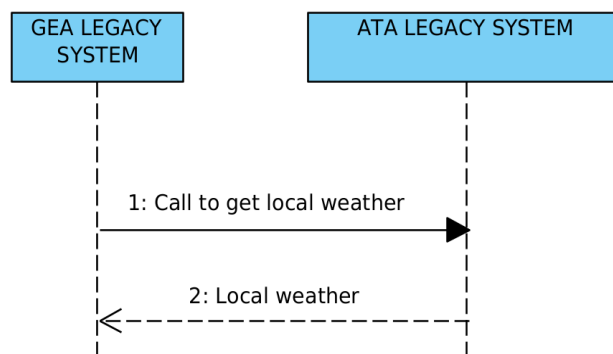 GEA LEGACY
SYSTEM
ATA LEGACY SYSTEM
1: Call to get local weather
2: Local weather